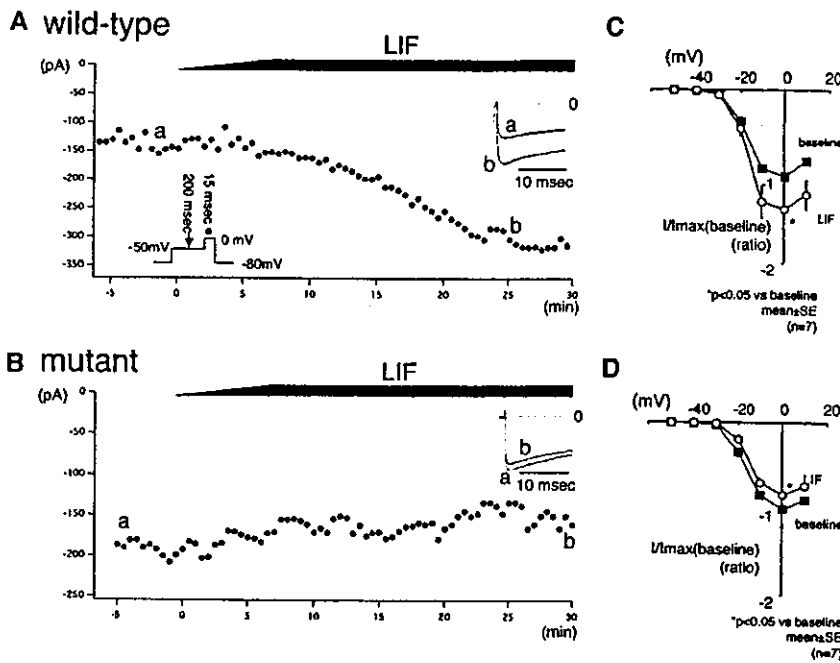 A wild-type
LIF
(pA)
0
-50
-100
-150
-200
-250
-300
-350
a
b
0
a
b
10 msec
200 msec
15 msec
-50mV
0 mV
-80mV
-5 0 5 10 15 20 25 30
(min)
B mutant
LIF
(pA)
0
-50
-100
-150
-200
-250
a
b
0
b
a
10 msec
-5 0 5 10 15 20 25 30
(min)
C
(mV)
-40 -20 0 20
baseline
-1
LIF
*
I/Imax(baseline)
(ratio)
-2
*p<0.05 vs baseline
mean±SE
(n=7)
D
(mV)
-40 -20 0 20
* LIF
-1
baseline
I/Imax(baseline)
(ratio)
-2
*p<0.05 vs baseline
mean±SE
(n=7)